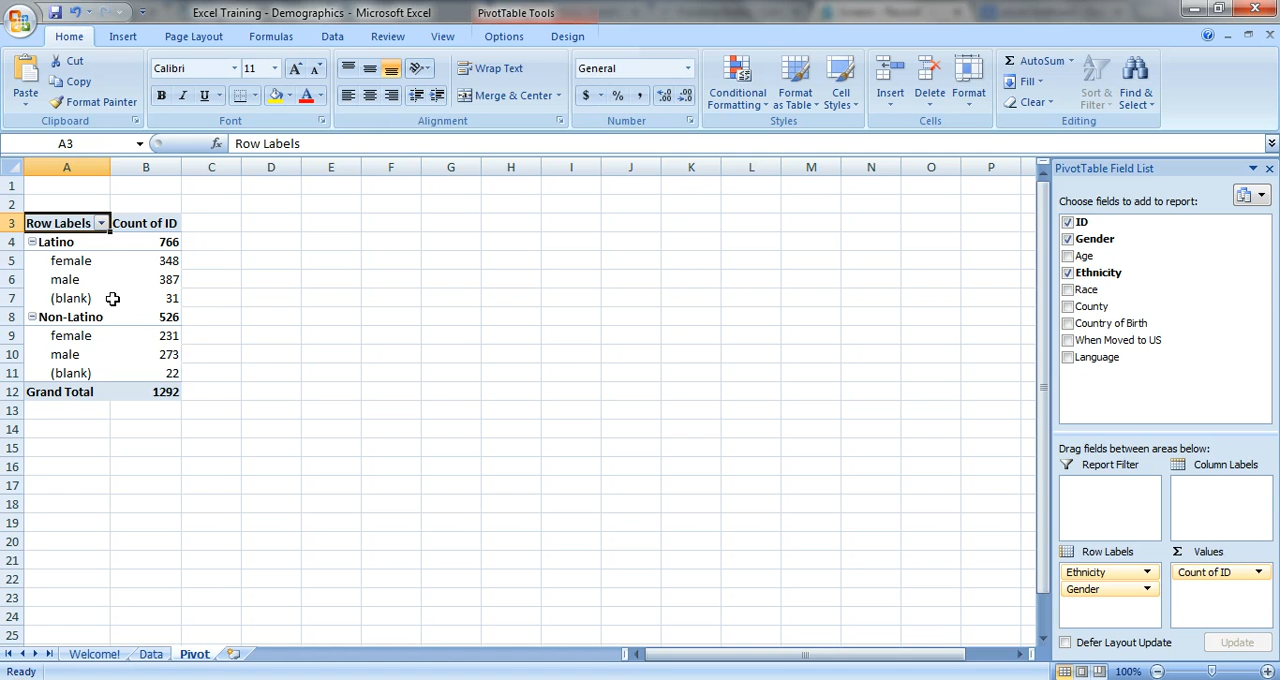 Excel Training - Demographics - Microsoft Excel
PivotTable Tools
Home Insert Page Layout Formulas Data Review View Options Design
Paste
Cut
Copy
Format Painter
Clipboard
Calibri 11
B I U A
Font
Wrap Text
Merge & Center
Alignment
General
$ % ,
Number
Conditional Formatting
Format as Table
Cell Styles
Styles
Insert Delete Format
Cells
AutoSum
Fill
Clear
Sort & Filter
Find & Select
Editing
A3 fx Row Labels
A B C D E F G H I J K L M N O P
1
2
3 Row Labels Count of ID
4 Latino 766
5 female 348
6 male 387
7 (blank) 31
8 Non-Latino 526
9 female 231
10 male 273
11 (blank) 22
12 Grand Total 1292
13
14
15
16
17
18
19
20
21
22
23
24
25
PivotTable Field List
Choose fields to add to report:
ID
Gender
Age
Ethnicity
Race
County
Country of Birth
When Moved to US
Language
Drag fields between areas below:
Report Filter Column Labels
Row Labels Σ Values
Ethnicity Count of ID
Gender
Defer Layout Update Update
Welcome! Data Pivot
Ready 100%